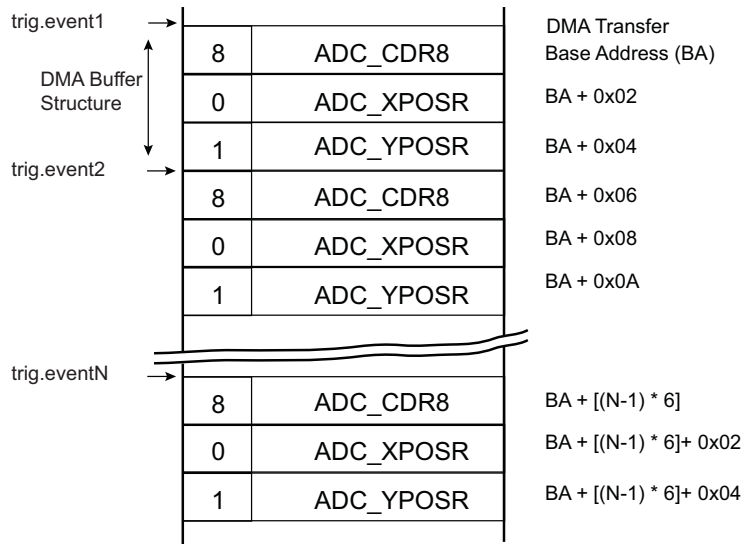 trig.event1
DMA Transfer
8 ADC_CDR8 Base Address (BA)
DMA Buffer
Structure
0 ADC_XPOSR BA + 0x02
1 ADC_YPOSR BA + 0x04
trig.event2
8 ADC_CDR8 BA + 0x06
0 ADC_XPOSR BA + 0x08
1 ADC_YPOSR BA + 0x0A
trig.eventN
8 ADC_CDR8 BA + [(N-1) * 6]
0 ADC_XPOSR BA + [(N-1) * 6]+ 0x02
1 ADC_YPOSR BA + [(N-1) * 6]+ 0x04